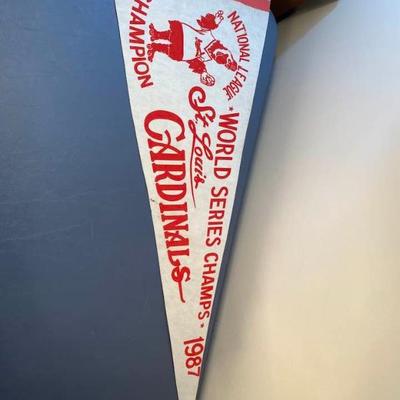 NATIONAL LEAGUE
CHAMPION
* WORLD SERIES CHAMPS * 1987
St. Louis
CARDINALS